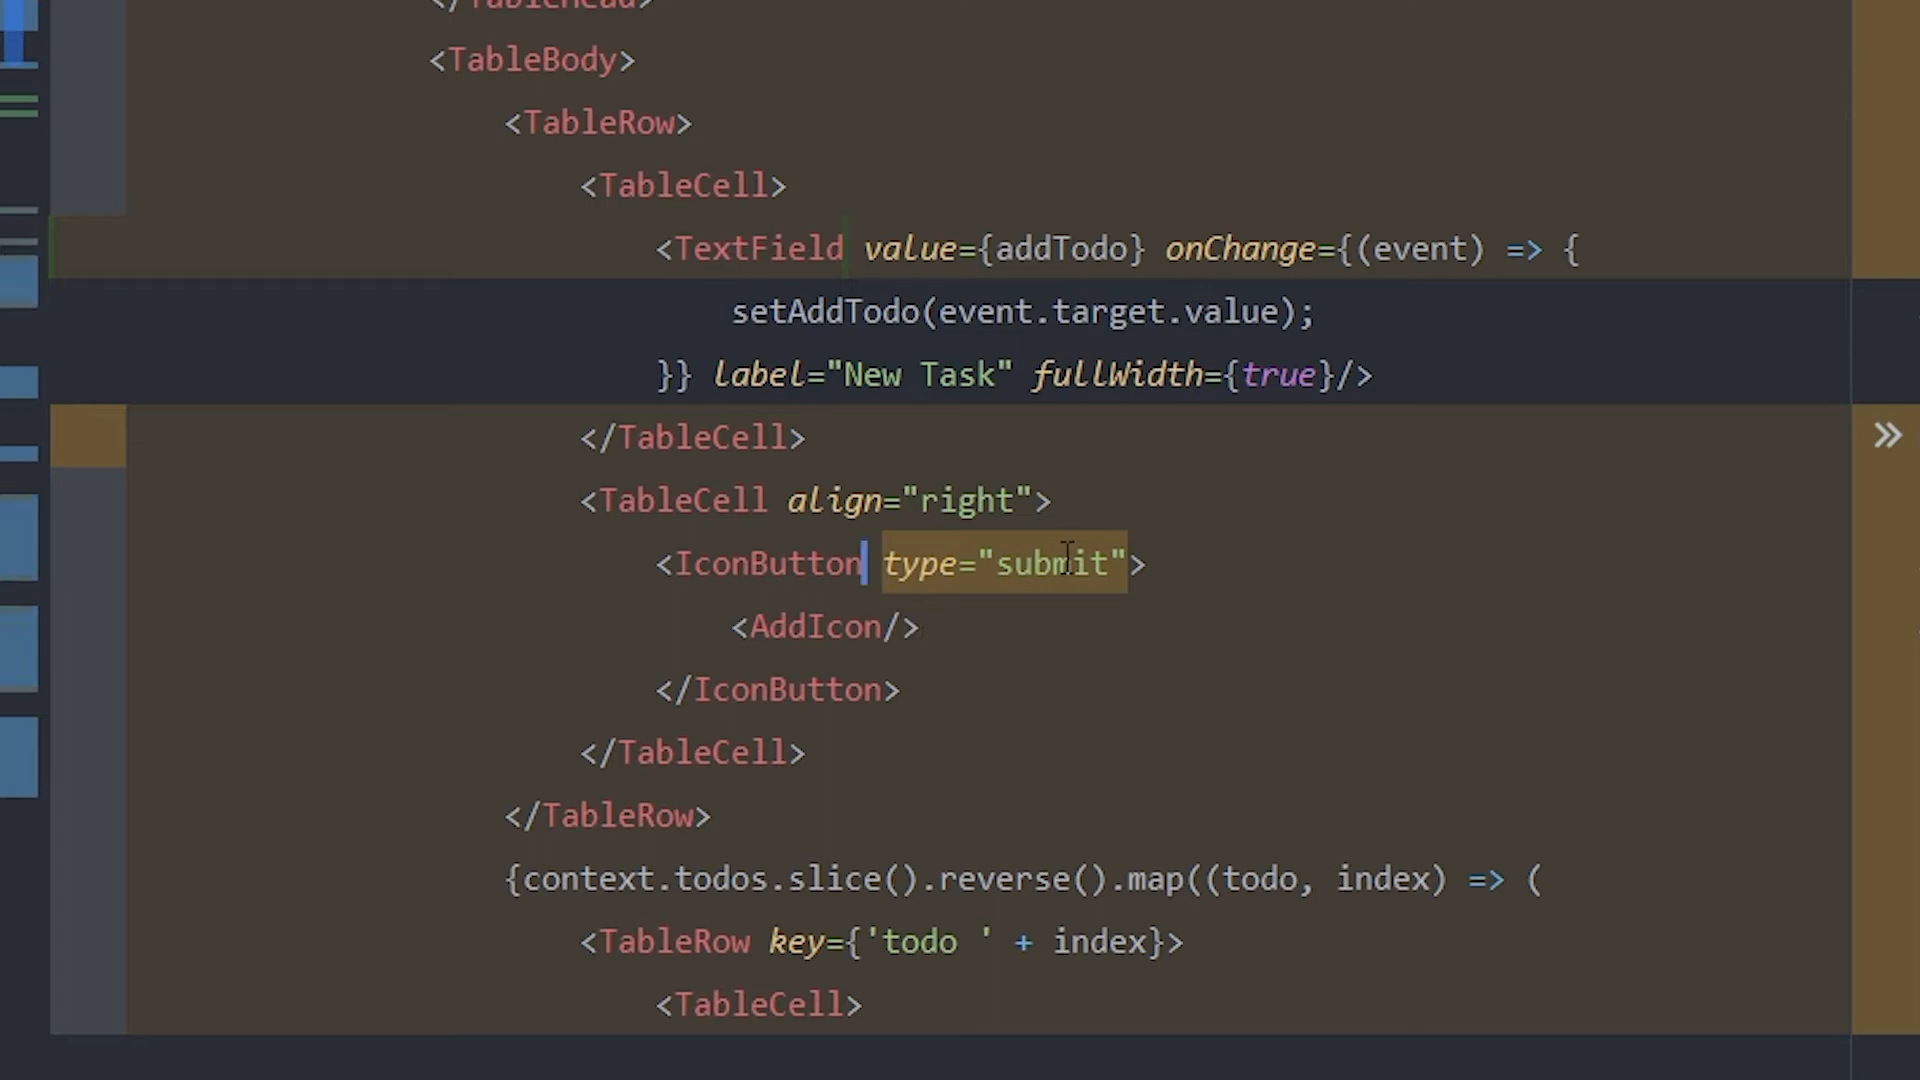 </TableHead>
<TableBody>
<TableRow>
<TableCell>
<TextField value={addTodo} onChange={(event) => {
setAddTodo(event.target.value);
}} label="New Task" fullWidth={true}/>
</TableCell>
<TableCell align="right">
<IconButton type="submit">
<AddIcon/>
</IconButton>
</TableCell>
</TableRow>
{context.todos.slice().reverse().map((todo, index) => (
<TableRow key={'todo ' + index}>
<TableCell>